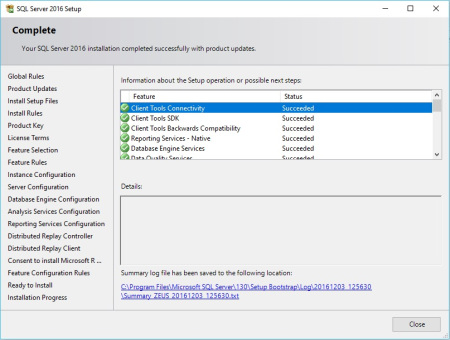 SQL Server 2016 Setup
Complete
Your SQL Server 2016 installation completed successfully with product updates.
Global Rules
Product Updates
Install Setup Files
Install Rules
Product Key
License Terms
Feature Selection
Feature Rules
Instance Configuration
Server Configuration
Database Engine Configuration
Analysis Services Configuration
Reporting Services Configuration
Distributed Replay Controller
Distributed Replay Client
Consent to install Microsoft R ...
Feature Configuration Rules
Ready to Install
Installation Progress
Information about the Setup operation or possible next steps:
Feature Status
Client Tools Connectivity Succeeded
Client Tools SDK Succeeded
Client Tools Backwards Compatibility Succeeded
Reporting Services - Native Succeeded
Database Engine Services Succeeded
Data Quality Services Succeeded
Details:
Summary log file has been saved to the following location:
C:\Program Files\Microsoft SQL Server\130\Setup Bootstrap\Log\20161203_125630
\Summary_ZEUS_20161203_125630.txt
Close